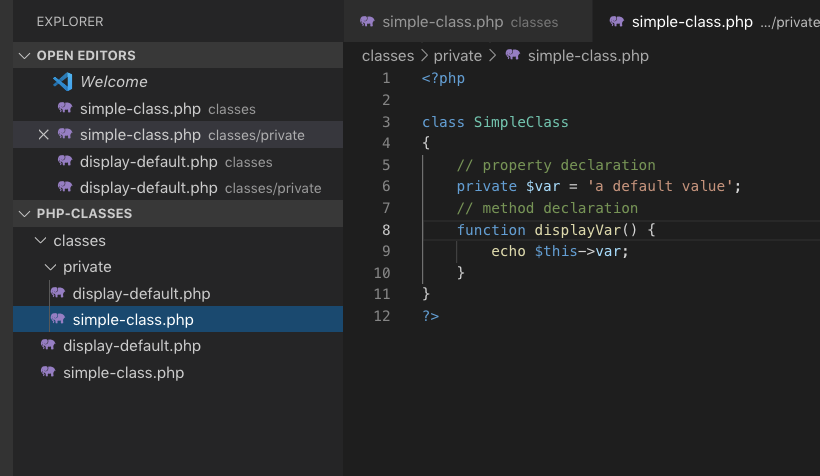 EXPLORER
OPEN EDITORS
Welcome
simple-class.php classes
simple-class.php classes/private
display-default.php classes
display-default.php classes/private
PHP-CLASSES
classes
private
display-default.php
simple-class.php
display-default.php
simple-class.php
simple-class.php classes
simple-class.php .../private
classes > private > simple-class.php
1 <?php
2
3 class SimpleClass
4 {
5     // property declaration
6     private $var = 'a default value';
7     // method declaration
8     function displayVar() {
9         echo $this->var;
10     }
11 }
12 ?>